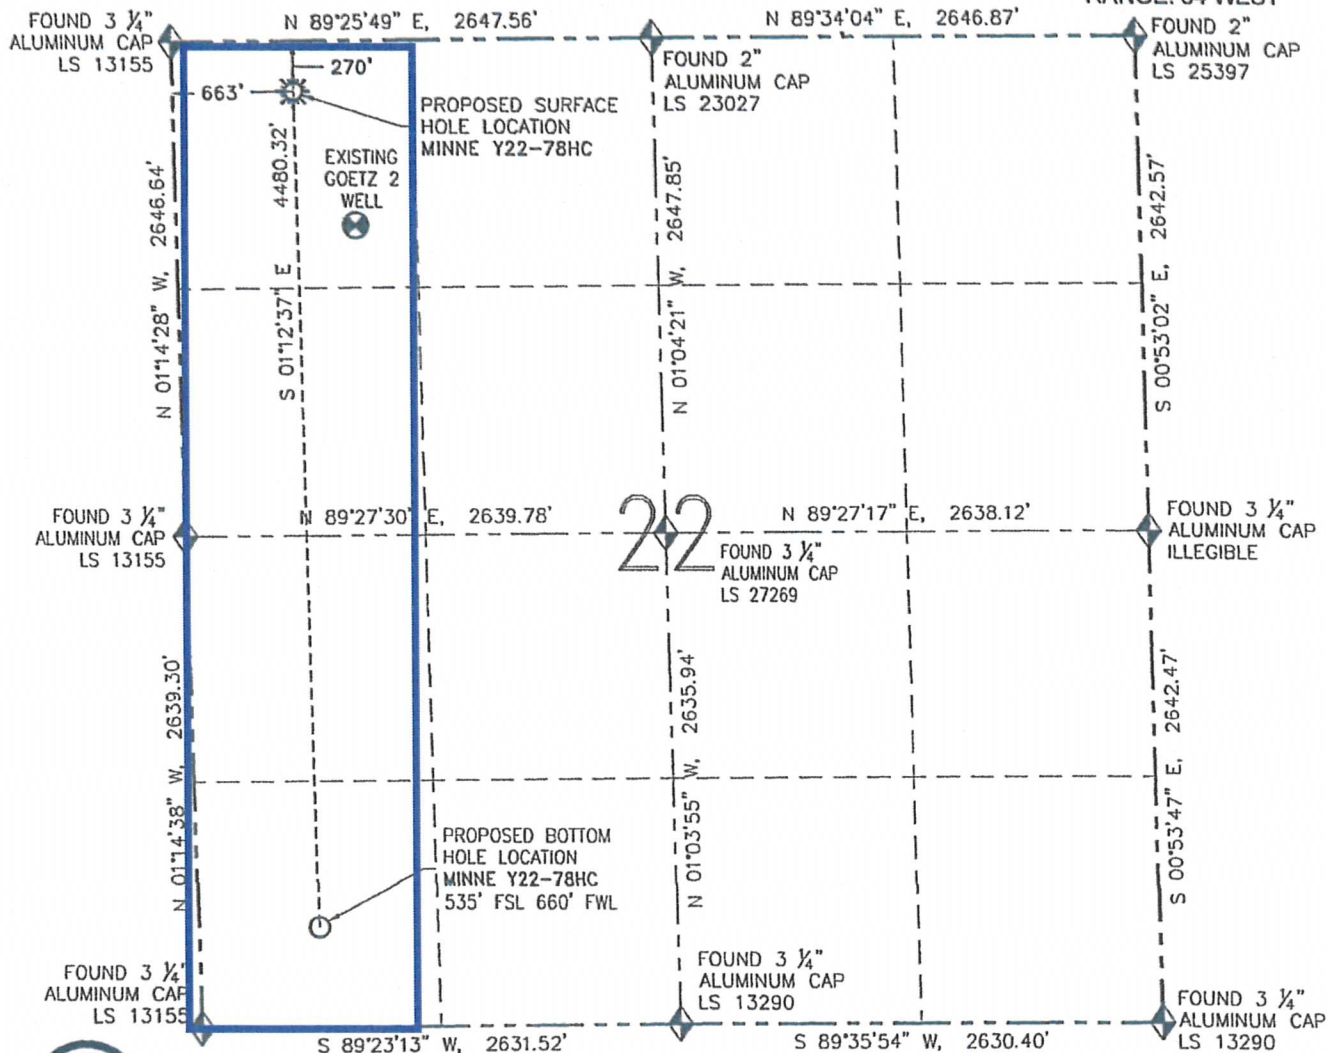 FOUND 3 ¼"
ALUMINUM CAP
LS 13155
N 89°25'49" E, 2647.56'
N 89°34'04" E, 2646.87'
FOUND 2"
ALUMINUM CAP
LS 23027
FOUND 2"
ALUMINUM CAP
LS 25397
270'
663'
PROPOSED SURFACE
HOLE LOCATION
MINNE Y22-78HC
EXISTING
GOETZ 2
WELL
N 01°14'28" W, 2646.64'
S 01°12'37" E 4480.32'
N 01°04'21" W, 2647.85'
S 00°53'02" E, 2642.57'
FOUND 3 ¼"
ALUMINUM CAP
LS 13155
N 89°27'30" E, 2639.78'
22
N 89°27'17" E, 2638.12'
FOUND 3 ¼"
ALUMINUM CAP
LS 27269
FOUND 3 ¼"
ALUMINUM CAP
ILLEGIBLE
N 01°14'38" W, 2639.30'
N 01°03'55" W, 2635.94'
S 00°53'47" E, 2642.47'
PROPOSED BOTTOM
HOLE LOCATION
MINNE Y22-78HC
535' FSL 660' FWL
FOUND 3 ¼'
ALUMINUM CAP
LS 13155
FOUND 3 ¼"
ALUMINUM CAP
LS 13290
FOUND 3 ¼"
ALUMINUM CAP
LS 13290
S 89°23'13" W, 2631.52'
S 89°35'54" W, 2630.40'